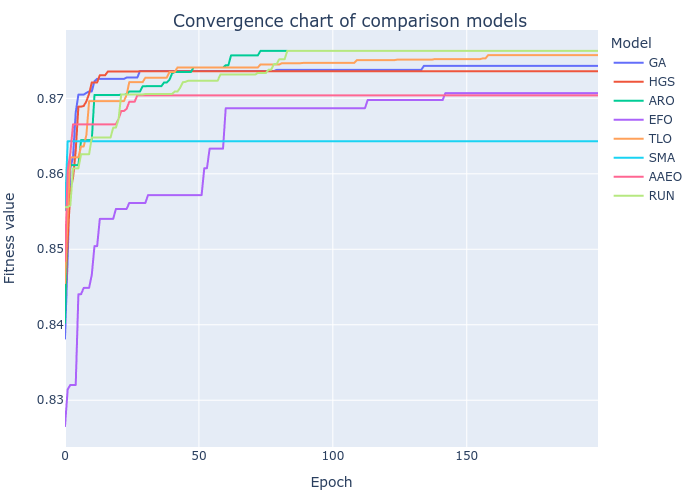 Convergence chart of comparison models
Model
GA
HGS
ARO
EFO
TLO
SMA
AAEO
RUN
Fitness value
0.87
0.86
0.85
0.84
0.83
0
50
100
150
Epoch